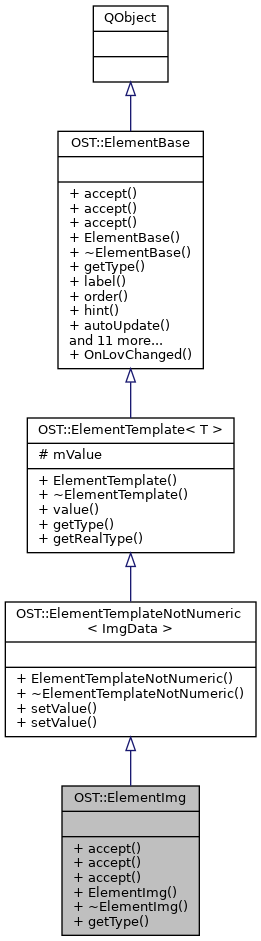 QObject
OST::ElementBase
+ accept()
+ accept()
+ accept()
+ ElementBase()
+ ~ElementBase()
+ getType()
+ label()
+ order()
+ hint()
+ autoUpdate()
and 11 more...
+ OnLovChanged()
OST::ElementTemplate< T >
# mValue
+ ElementTemplate()
+ ~ElementTemplate()
+ value()
+ getType()
+ getRealType()
OST::ElementTemplateNotNumeric
< ImgData >
+ ElementTemplateNotNumeric()
+ ~ElementTemplateNotNumeric()
+ setValue()
+ setValue()
OST::ElementImg
+ accept()
+ accept()
+ accept()
+ ElementImg()
+ ~ElementImg()
+ getType()